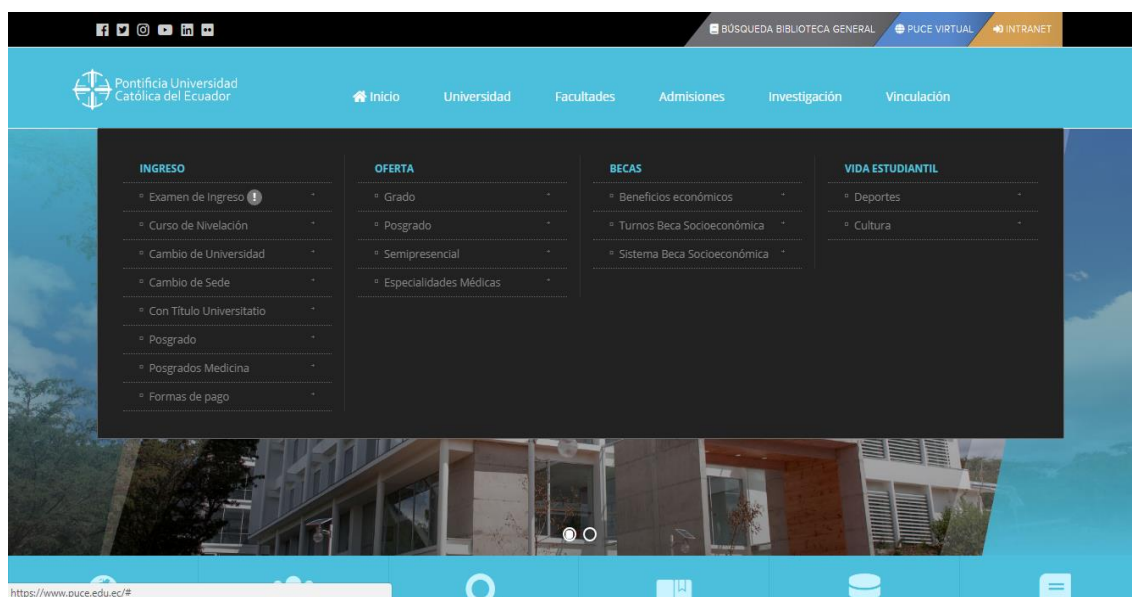 BÚSQUEDA BIBLIOTECA GENERAL
PUCE VIRTUAL
INTRANET
Pontificia Universidad
Católica del Ecuador
Inicio
Universidad
Facultades
Admisiones
Investigación
Vinculación
INGRESO
Examen de Ingreso
Curso de Nivelación
Cambio de Universidad
Cambio de Sede
Con Título Universitatio
Posgrado
Posgrados Medicina
Formas de pago
OFERTA
Grado
Posgrado
Semipresencial
Especialidades Médicas
BECAS
Beneficios económicos
Turnos Beca Socioeconómica
Sistema Beca Socioeconómica
VIDA ESTUDIANTIL
Deportes
Cultura
https://www.puce.edu.ec/#